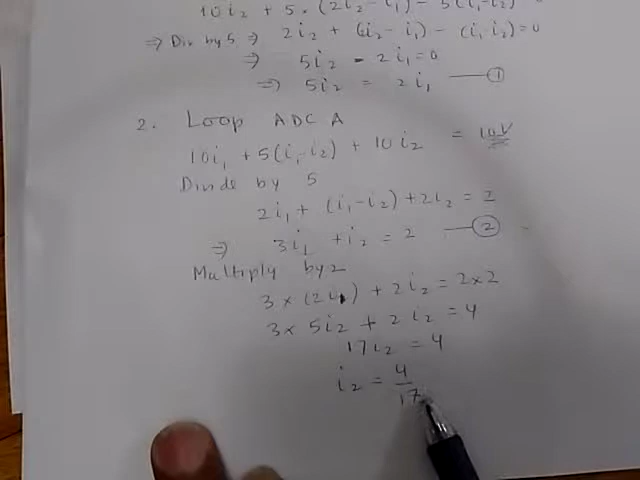 10i2 + 5 · (2i2 - i1) - 5(i1-i2)
⇒ Div by 5 ⇒ 2i2 + (i2 - i1) - (i1 i2) = 0
⇒ 5i2 - 2i1 = 0
⇒ 5i2 = 2i1 —①
2. Loop ADCA
10i1 + 5(i1-i2) + 10i2 = 10V
Divide by 5
2i1 + (i1-i2) + 2i2 = 2
⇒ 3i1 + i2 = 2 —②
Multiply by 2
3 × (2i1) + 2i2 = 2×2
3 × 5i2 + 2i2 = 4
17i2 = 4
i2 = 4/17